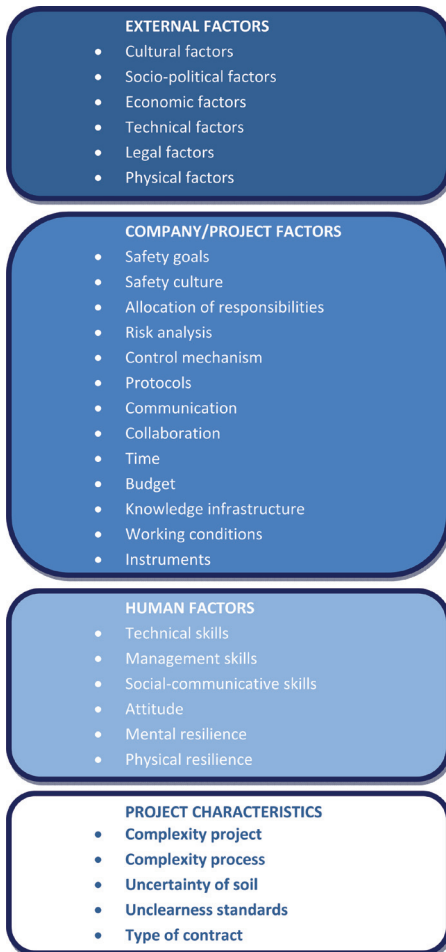 EXTERNAL FACTORS
• Cultural factors
• Socio-political factors
• Economic factors
• Technical factors
• Legal factors
• Physical factors
COMPANY/PROJECT FACTORS
• Safety goals
• Safety culture
• Allocation of responsibilities
• Risk analysis
• Control mechanism
• Protocols
• Communication
• Collaboration
• Time
• Budget
• Knowledge infrastructure
• Working conditions
• Instruments
HUMAN FACTORS
• Technical skills
• Management skills
• Social-communicative skills
• Attitude
• Mental resilience
• Physical resilience
PROJECT CHARACTERISTICS
• Complexity project
• Complexity process
• Uncertainty of soil
• Unclearness standards
• Type of contract